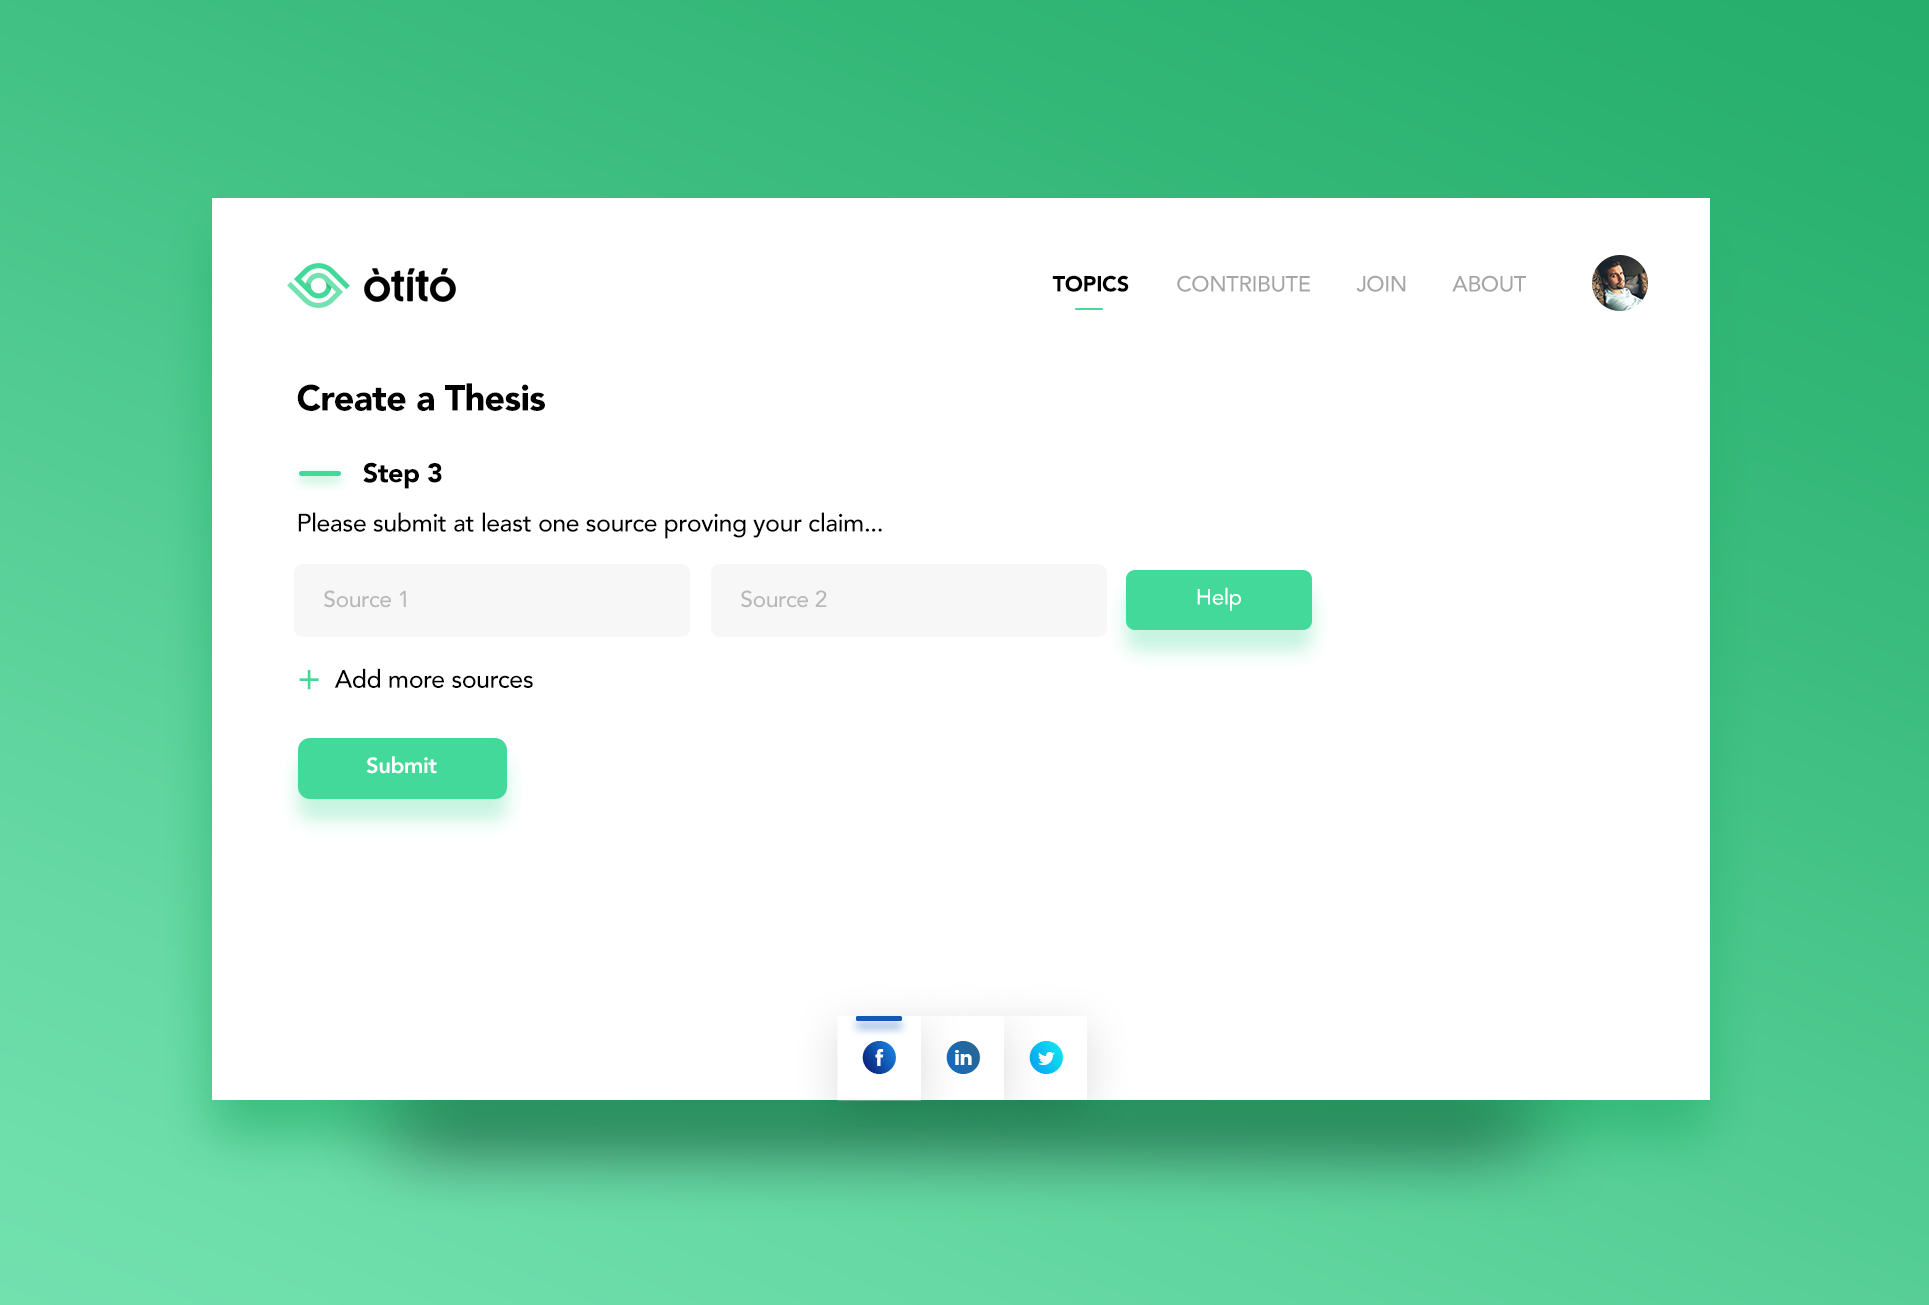 òtító
TOPICS CONTRIBUTE JOIN ABOUT
Create a Thesis
Step 3
Please submit at least one source proving your claim...
Source 1 Source 2 Help
+ Add more sources
Submit
f in